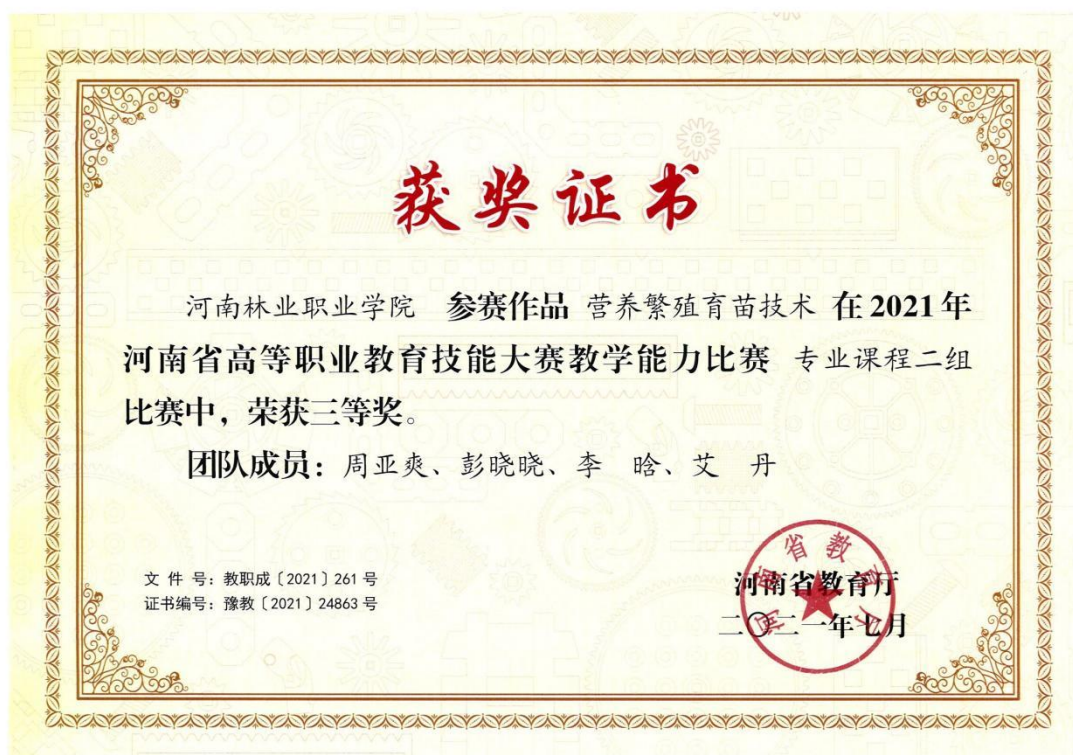 获奖证书
河南林业职业学院 参赛作品 营养繁殖育苗技术 在2021年
河南省高等职业教育技能大赛教学能力比赛 专业课程二组
比赛中，荣获三等奖。
团队成员：周亚爽、彭晓晓、李 晗、艾 丹
文 件 号：教职成〔2021〕261号
证书编号：豫教〔2021〕24863号
河南省教育厅
河南省教育厅
二〇二一年七月